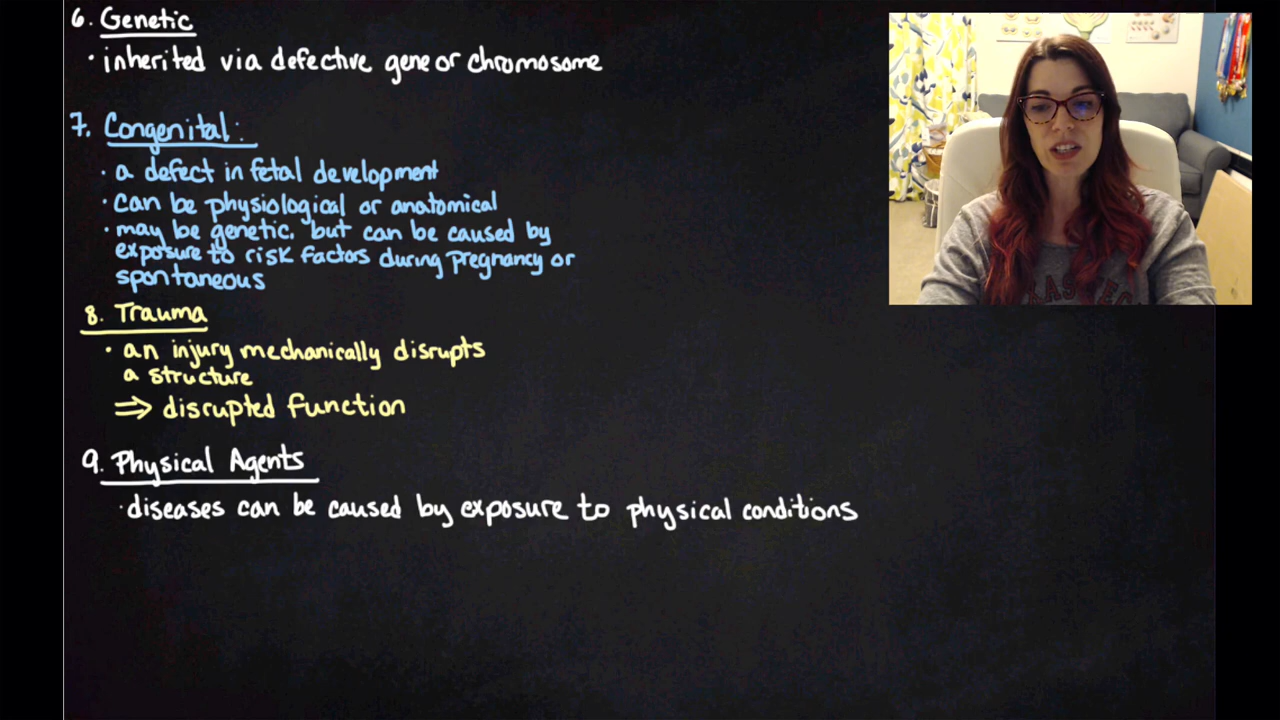 6. Genetic
· inherited via defective gene or chromosome
7. Congenital:
· a defect in fetal development
· can be physiological or anatomical
· may be genetic. but can be caused by
exposure to risk factors during pregnancy or
spontaneous
8. Trauma
· an injury mechanically disrupts
a structure
⇒ disrupted function
9. Physical Agents
· diseases can be caused by exposure to physical conditions